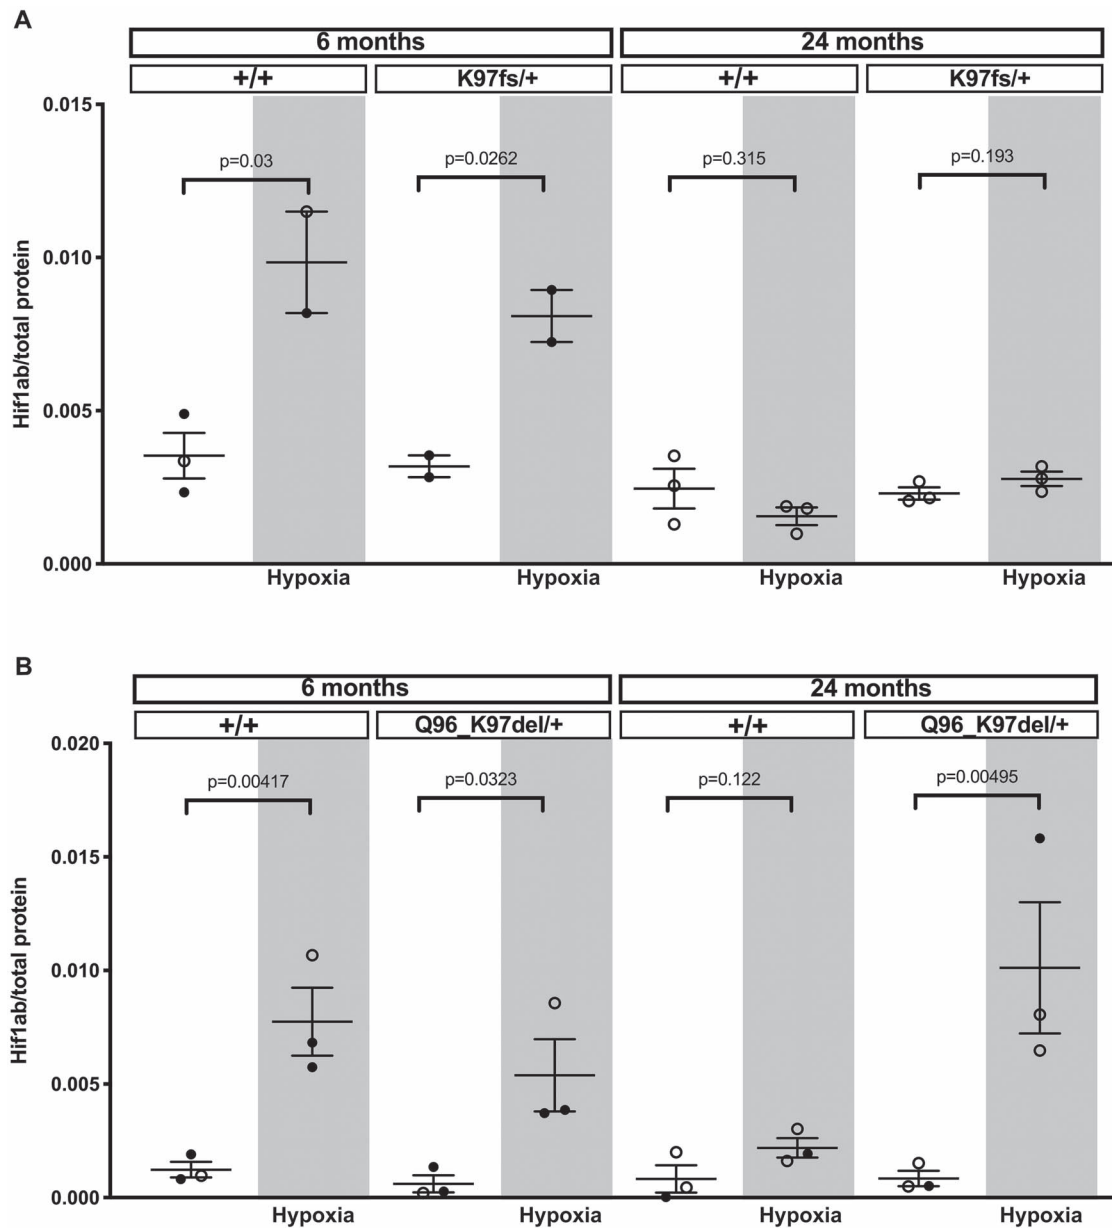 A
6 months 24 months
+/+ K97fs/+ +/+ K97fs/+
0.015
p=0.03 p=0.0262 p=0.315 p=0.193
0.010
Hif1ab/total protein
0.005
0.000
Hypoxia Hypoxia Hypoxia Hypoxia
B
6 months 24 months
+/+ Q96_K97del/+ +/+ Q96_K97del/+
0.020
p=0.00417 p=0.0323 p=0.122 p=0.00495
0.015
0.010
Hif1ab/total protein
0.005
0.000
Hypoxia Hypoxia Hypoxia Hypoxia